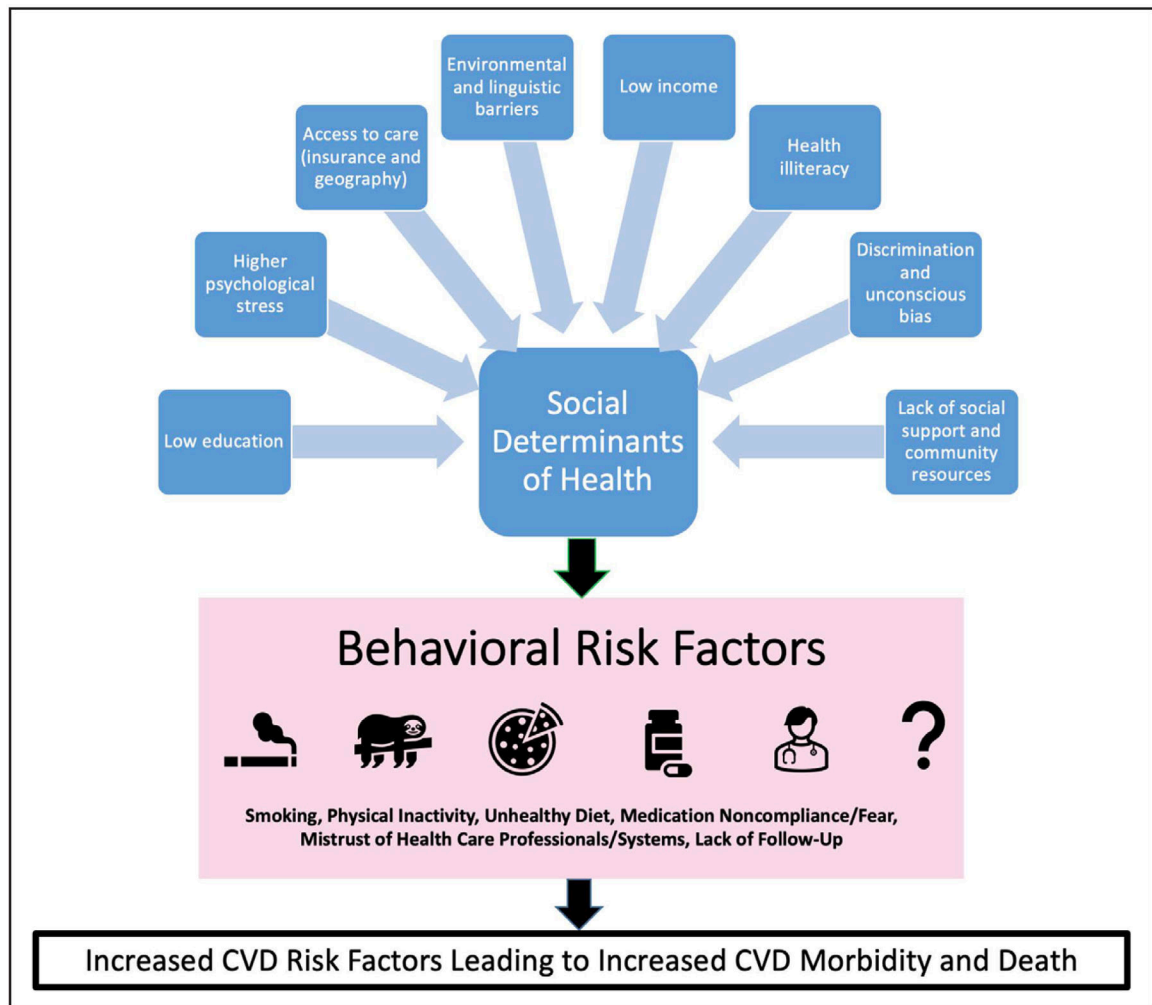 Environmental
and linguistic
barriers
Low income
Access to care
(insurance and
geography)
Health
illiteracy
Higher
psychological
stress
Discrimination
and
unconscious
bias
Low education
Social
Determinants
of Health
Lack of social
support and
community
resources
Behavioral Risk Factors
?
Smoking, Physical Inactivity, Unhealthy Diet, Medication Noncompliance/Fear,
Mistrust of Health Care Professionals/Systems, Lack of Follow-Up
Increased CVD Risk Factors Leading to Increased CVD Morbidity and Death